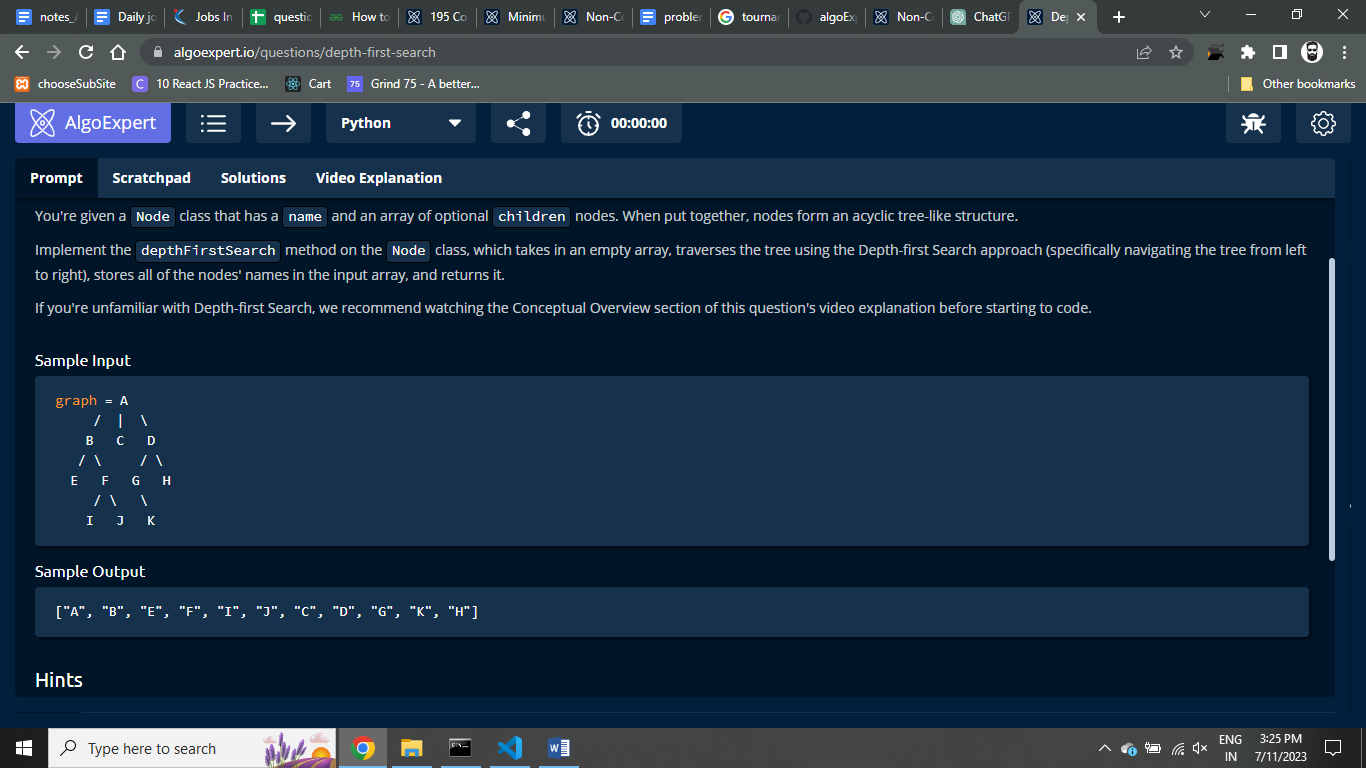 notes_ Daily jo Jobs In questio How to 195 Co Minimu Non-Co probler tourna algoExp Non-Co ChatGP De
algoexpert.io/questions/depth-first-search
chooseSubSite C 10 React JS Practice... Cart 75 Grind 75 - A better... Other bookmarks
AlgoExpert Python 00:00:00
Prompt Scratchpad Solutions Video Explanation
You're given a Node class that has a name and an array of optional children nodes. When put together, nodes form an acyclic tree-like structure.
Implement the depthFirstSearch method on the Node class, which takes in an empty array, traverses the tree using the Depth-first Search approach (specifically navigating the tree from left
to right), stores all of the nodes' names in the input array, and returns it.
If you're unfamiliar with Depth-first Search, we recommend watching the Conceptual Overview section of this question's video explanation before starting to code.
Sample Input
graph = A
/ | \
B C D
/ \ / \
E F G H
/ \ \
I J K
Sample Output
["A", "B", "E", "F", "I", "J", "C", "D", "G", "K", "H"]
Hints
Type here to search
ENG 3:25 PM
IN 7/11/2023